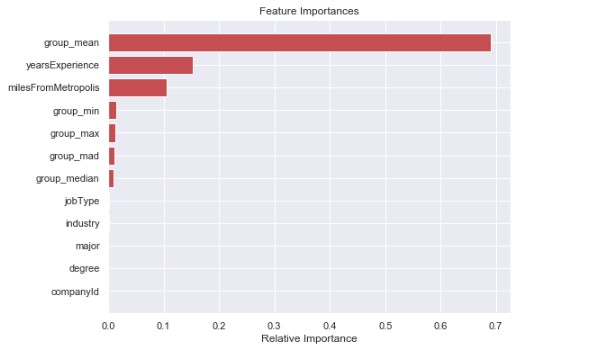 Feature Importances
group_mean
yearsExperience
milesFromMetropolis
group_min
group_max
group_mad
group_median
jobType
industry
major
degree
companyId
0.0 0.1 0.2 0.3 0.4 0.5 0.6 0.7
Relative Importance